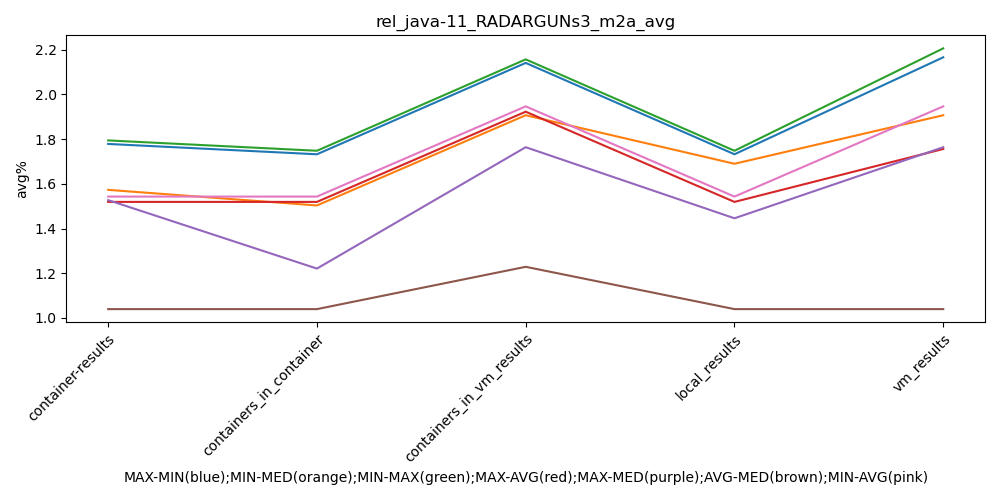 rel_java-11_RADARGUNs3_m2a_avg
avg%
2.2
2.0
1.8
1.6
1.4
1.2
1.0
container-results
containers_in_container
containers_in_vm_results
local_results
vm_results
MAX-MIN(blue);MIN-MED(orange);MIN-MAX(green);MAX-AVG(red);MAX-MED(purple);AVG-MED(brown);MIN-AVG(pink)